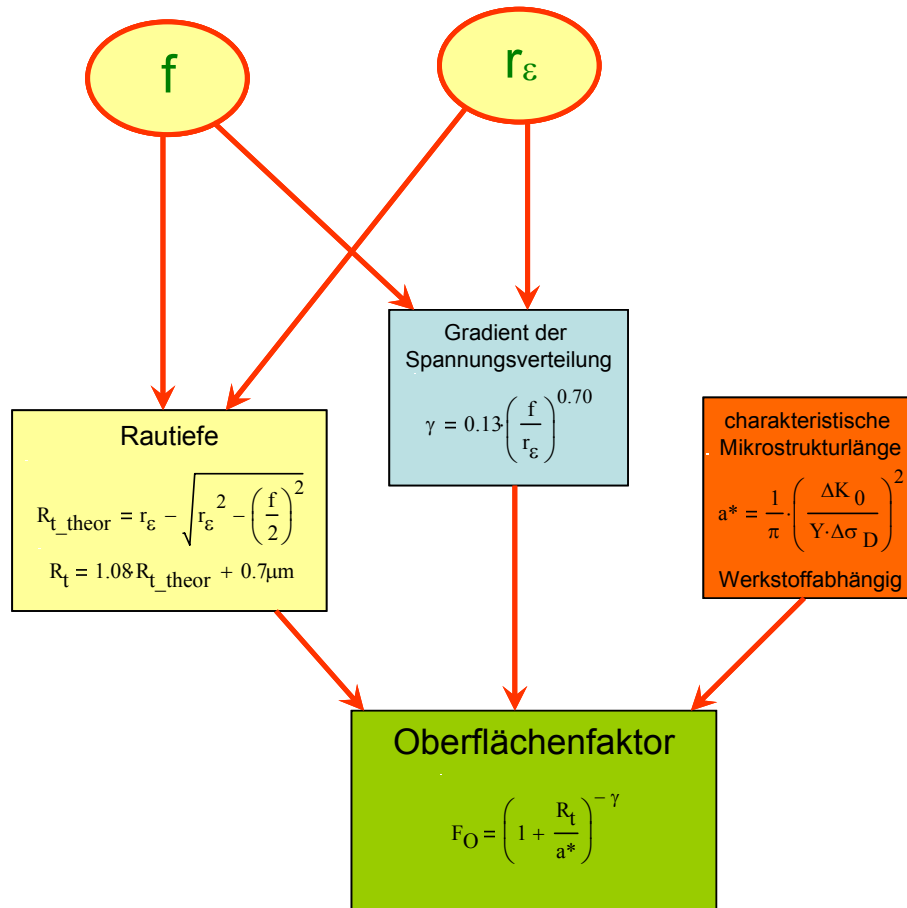 f
rε
Gradient der
Spannungsverteilung
γ = 0.13·(f/rε)^0.70
Rautiefe
Rt_theor = rε − √(rε² − (f/2)²)
Rt = 1.08·Rt_theor + 0.7μm
charakteristische
Mikrostrukturlänge
a* = 1/π·(ΔK0/(Y·ΔσD))²
Werkstoffabhängig
Oberflächenfaktor
FO = (1 + Rt/a*)^−γ